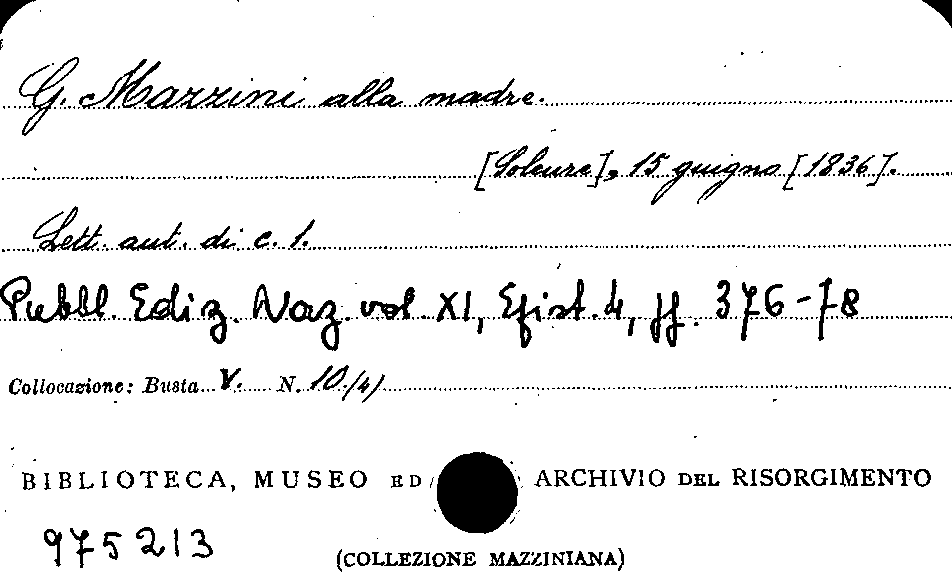 G. Mazzini alla madre.
[Soleure], 15 giugno [1836].
Lett. aut. di c. 1.
Pubbl. Ediz. Naz. vol. XI, Epist. 4, pp. 376-78
Collocazione: Busta V. N. 10/4)
BIBLIOTECA, MUSEO ED ARCHIVIO DEL RISORGIMENTO
975213
(COLLEZIONE MAZZINIANA)